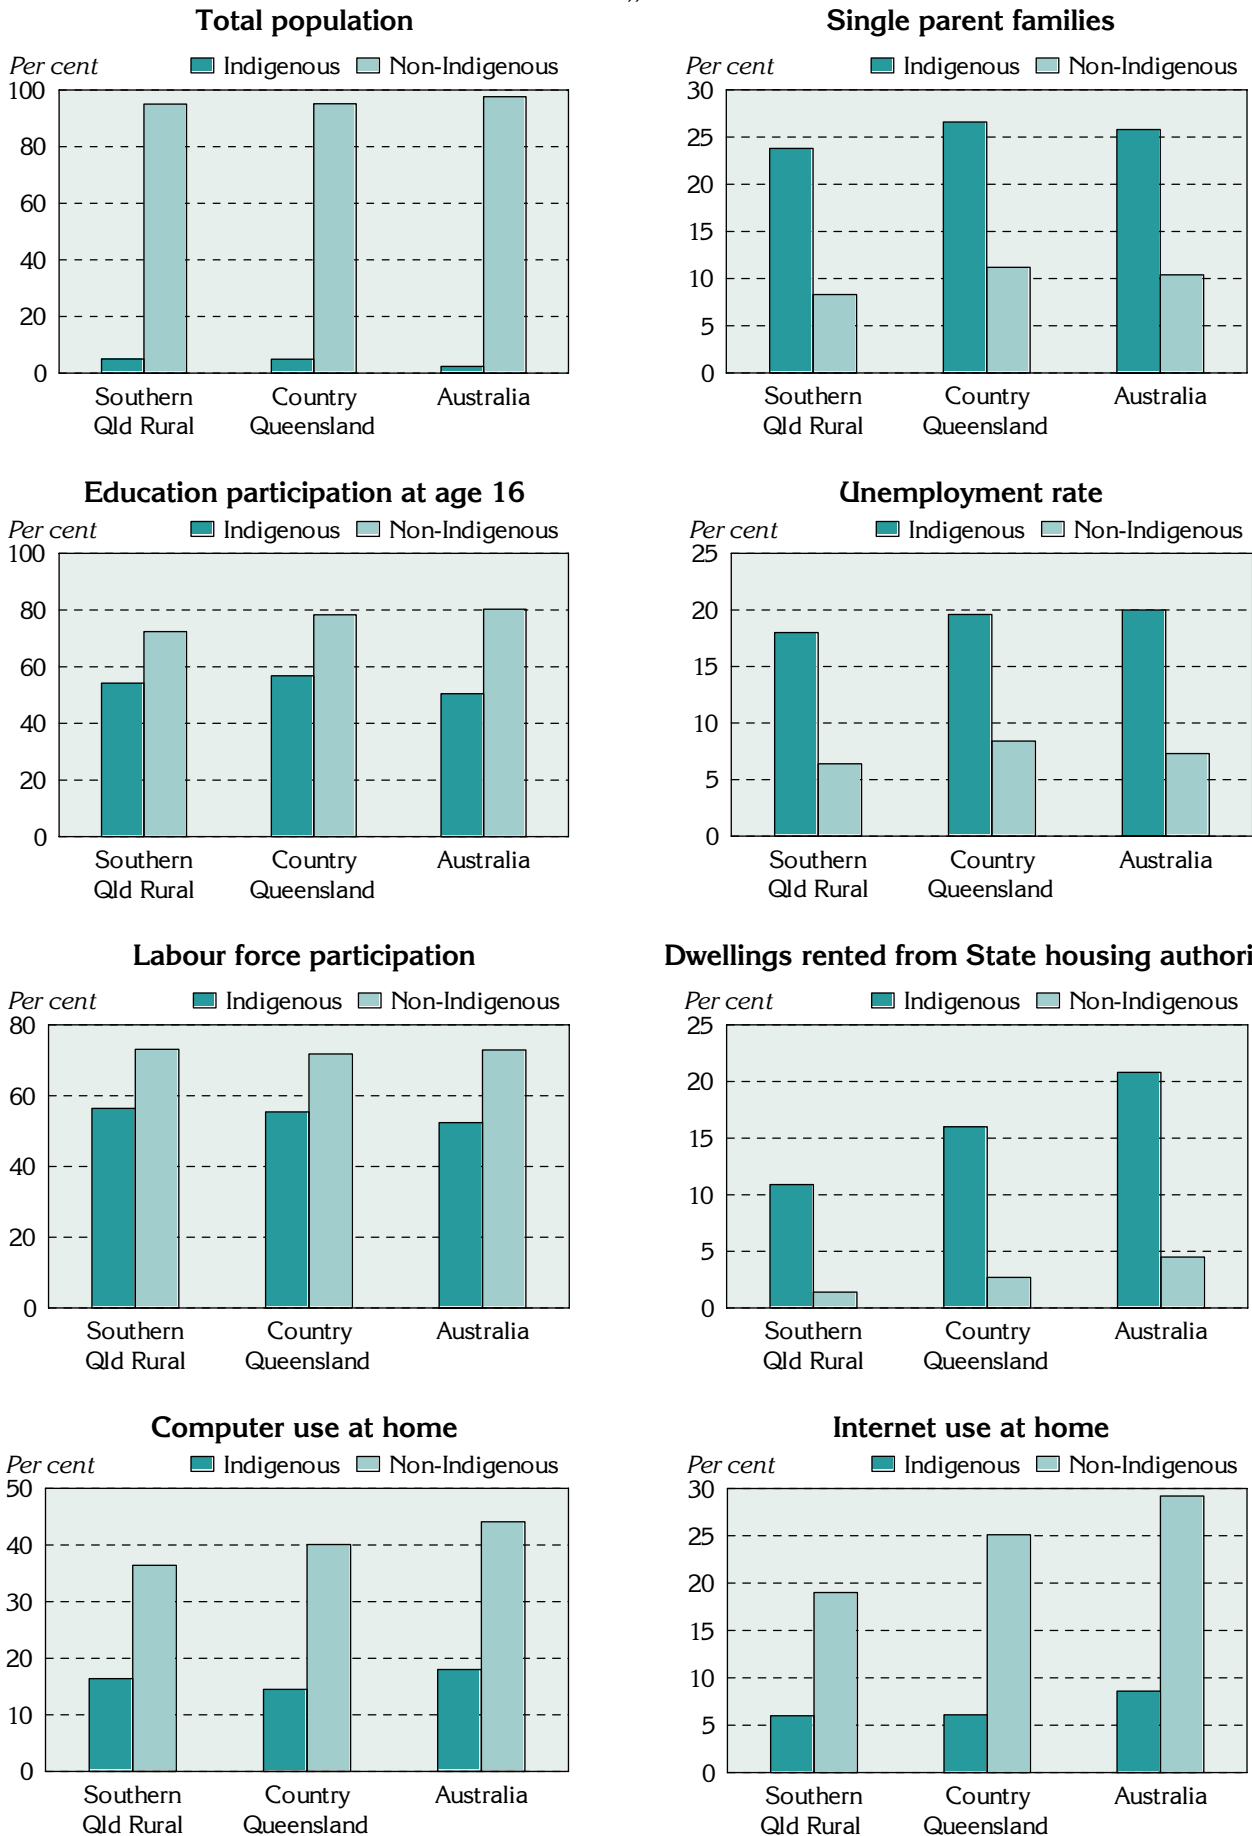 ,,
Total population
Per cent Indigenous Non-Indigenous
100
80
60
40
20
0
Southern Country Australia
Qld Rural Queensland
Single parent families
Per cent Indigenous Non-Indigenous
30
25
20
15
10
5
0
Southern Country Australia
Qld Rural Queensland
Education participation at age 16
Per cent Indigenous Non-Indigenous
100
80
60
40
20
0
Southern Country Australia
Qld Rural Queensland
Unemployment rate
Per cent Indigenous Non-Indigenous
25
20
15
10
5
0
Southern Country Australia
Qld Rural Queensland
Labour force participation
Per cent Indigenous Non-Indigenous
80
60
40
20
0
Southern Country Australia
Qld Rural Queensland
Dwellings rented from State housing authori
Per cent Indigenous Non-Indigenous
25
20
15
10
5
0
Southern Country Australia
Qld Rural Queensland
Computer use at home
Per cent Indigenous Non-Indigenous
50
40
30
20
10
0
Southern Country Australia
Qld Rural Queensland
Internet use at home
Per cent Indigenous Non-Indigenous
30
25
20
15
10
5
0
Southern Country Australia
Qld Rural Queensland